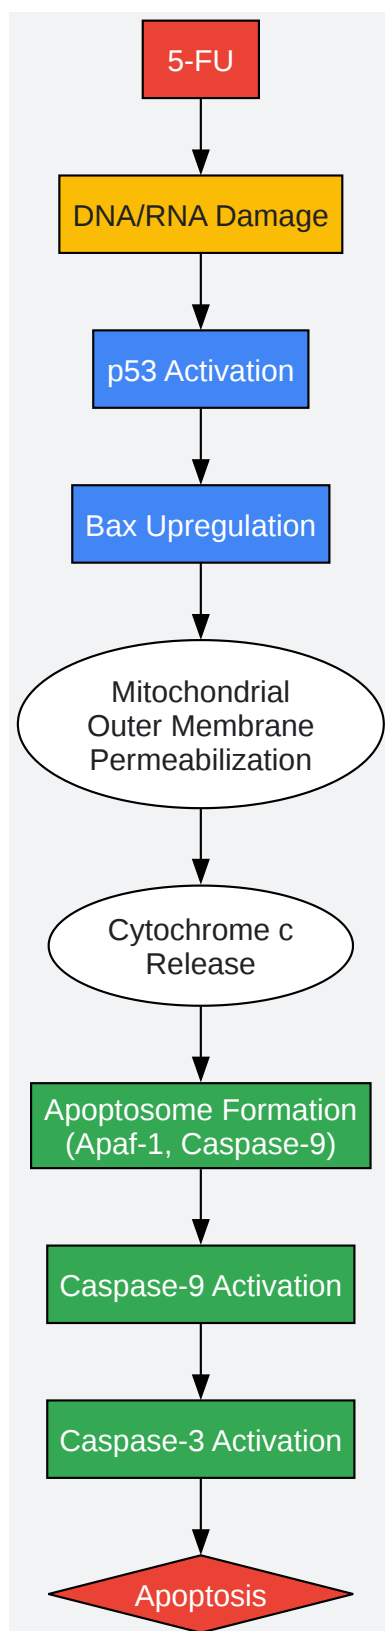 5-FU
DNA/RNA Damage
p53 Activation
Bax Upregulation
Mitochondrial
Outer Membrane
Permeabilization
Cytochrome c
Release
Apoptosome Formation
(Apaf-1, Caspase-9)
Caspase-9 Activation
Caspase-3 Activation
Apoptosis